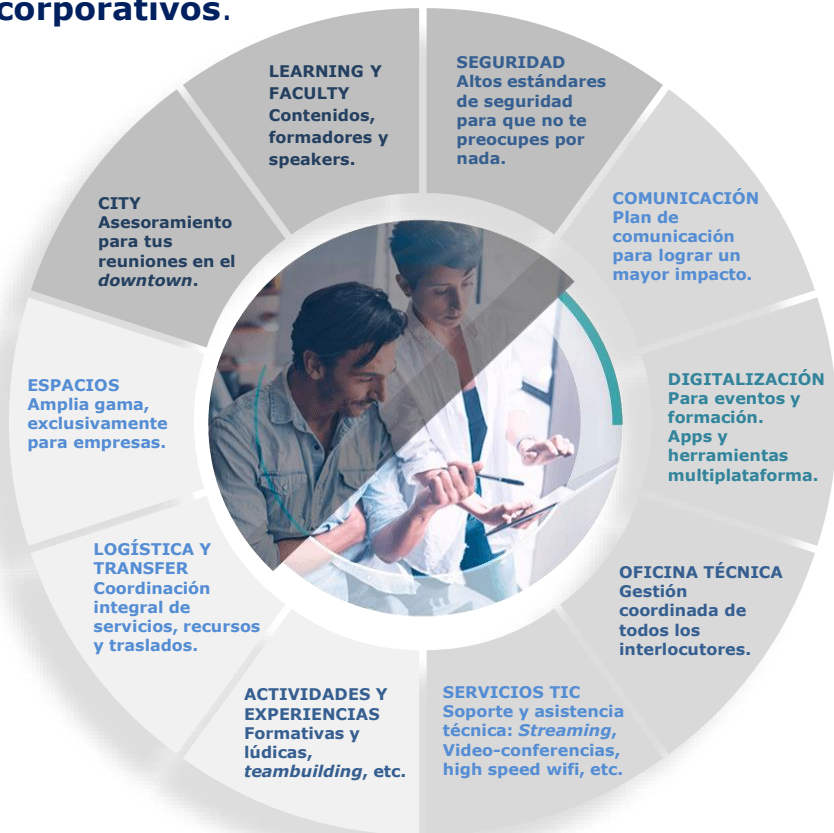 corporativos.
LEARNING Y
FACULTY
Contenidos,
formadores y
speakers.
SEGURIDAD
Altos estándares
de seguridad
para que no te
preocupes por
nada.
COMUNICACIÓN
Plan de
comunicación
para lograr un
mayor impacto.
DIGITALIZACIÓN
Para eventos y
formación.
Apps y
herramientas
multiplataforma.
OFICINA TÉCNICA
Gestión
coordinada de
todos los
interlocutores.
SERVICIOS TIC
Soporte y asistencia
técnica: Streaming,
Video-conferencias,
high speed wifi, etc.
ACTIVIDADES Y
EXPERIENCIAS
Formativas y
lúdicas,
teambuilding, etc.
LOGÍSTICA Y
TRANSFER
Coordinación
integral de
servicios, recursos
y traslados.
ESPACIOS
Amplia gama,
exclusivamente
para empresas.
CITY
Asesoramiento
para tus
reuniones en el
downtown.